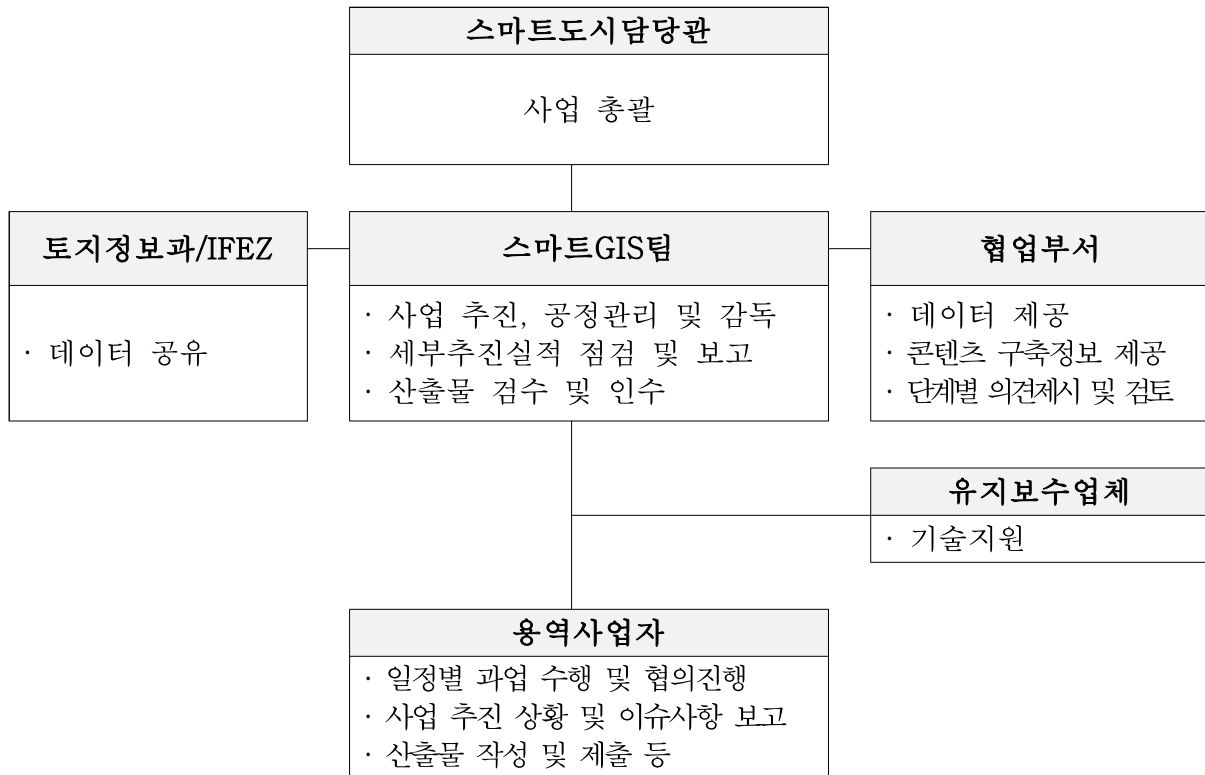 스마트도시담당관
사업 총괄
토지정보과/IFEZ
· 데이터 공유
스마트GIS팀
· 사업 추진, 공정관리 및 감독
· 세부추진실적 점검 및 보고
· 산출물 검수 및 인수
협업부서
· 데이터 제공
· 콘텐츠 구축정보 제공
· 단계별 의견제시 및 검토
유지보수업체
· 기술지원
용역사업자
· 일정별 과업 수행 및 협의진행
· 사업 추진 상황 및 이슈사항 보고
· 산출물 작성 및 제출 등